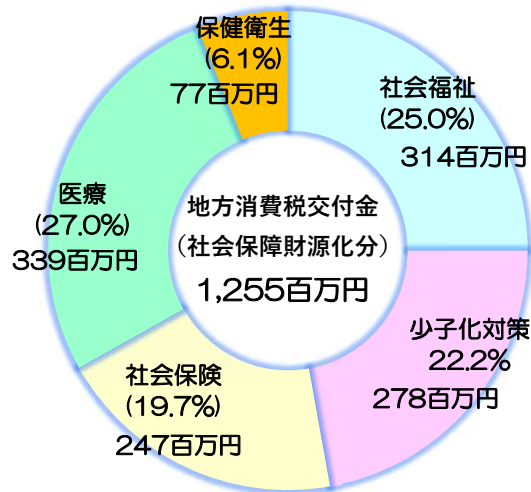 保健衛生
(6.1%)
77百万円
社会福祉
(25.0%)
314百万円
医療
(27.0%)
339百万円
地方消費税交付金
（社会保障財源化分）
1,255百万円
少子化対策
22.2%
278百万円
社会保険
(19.7%)
247百万円